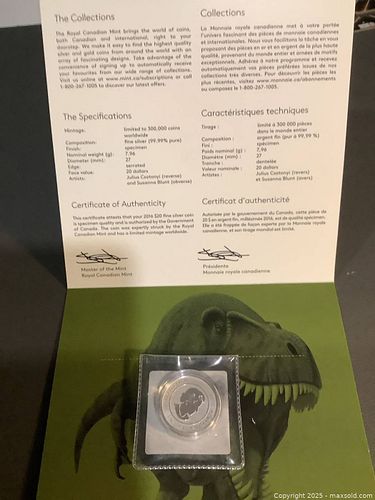 The Collections
The Royal Canadian Mint brings the world of coins,
both Canadian and international, right to your
doorstep. We make it easy to find the highest quality
silver and gold coins from around the world with an
array of fascinating designs. Take advantage of the
convenience of signing up to automatically receive
your favourites from our wide range of collections.
Visit us online at www.mint.ca/subscriptions or call
1-800-267-1005 to discover our latest offers.
Collections
La Monnaie royale canadienne met à votre portée
l'univers fascinant des pièces de monnaie canadiennes
et internationales. Nous vous facilitons la tâche en vous
proposant des pièces en or et en argent de la plus haute
qualité, provenant du monde entier et ornées de motifs
exceptionnels. Adhérez à notre programme et recevez
automatiquement vos pièces préférées issues de nos
collections très diverses. Pour découvrir les pièces les
plus récentes, visitez www.monnaie.ca/abonnements
ou composez le 1-800-267-1005.
The Specifications
Mintage: limited to 300,000 coins
worldwide
Composition: fine silver (99.99% pure)
Finish: specimen
Nominal weight (g): 7.96
Diameter (mm): 27
Edge: serrated
Face value: 20 dollars
Artists: Julius Csotonyi (reverse)
and Susanna Blunt (obverse)
Caractéristiques techniques
Tirage : limité à 300 000 pièces
dans le monde entier
Composition : argent fin (pur à 99,99 %)
Fini : specimen
Poids nominal (g) : 7,96
Diamètre (mm) : 27
Tranche : dentelée
Valeur nominale : 20 dollars
Artistes : Julius Csotonyi (revers)
et Susanna Blunt (avers)
Certificate of Authenticity
This certificate attests that your 2016 $20 fine silver coin
is specimen quality and is authorized by the Government of
Canada. The coin was expertly struck by the Royal
Canadian Mint and has a limited mintage worldwide.
Certificat d'authenticité
Autorisée par le gouvernement du Canada, cette pièce de
20 $ en argent fin, millésimée 2016, est de qualité spécimen.
Elle a été frappée de façon experte par la Monnaie royale
canadienne, et son tirage mondial est limité.
Master of the Mint
Royal Canadian Mint
Présidente
Monnaie royale canadienne
© Copyright 2025 - maxsold.com